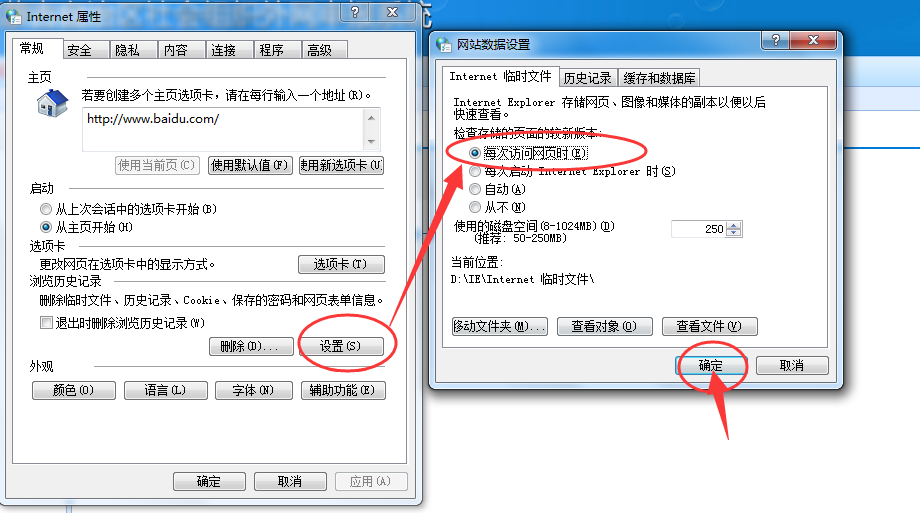 Internet 属性
常规 安全 隐私 内容 连接 程序 高级
主页
若要创建多个主页选项卡，请在每行输入一个地址(R)。
http://www.baidu.com/
使用当前页(C) 使用默认值(F) 使用新选项卡(U)
启动
从上次会话中的选项卡开始(B)
从主页开始(H)
选项卡
更改网页在选项卡中的显示方式。 选项卡(T)
浏览历史记录
删除临时文件、历史记录、Cookie、保存的密码和网页表单信息。
退出时删除浏览历史记录(W)
删除(D)... 设置(S)
外观
颜色(O) 语言(L) 字体(N) 辅助功能(E)
确定 取消 应用(A)
网站数据设置
Internet 临时文件 历史记录 缓存和数据库
Internet Explorer 存储网页、图像和媒体的副本以便以后
快速查看。
检查存储的页面的较新版本:
每次访问网页时(E)
每次启动 Internet Explorer 时(S)
自动(A)
从不(N)
使用的磁盘空间(8-1024MB)(D) 250
(推荐: 50-250MB)
当前位置:
D:\IE\Internet 临时文件\
移动文件夹(M)... 查看对象(O) 查看文件(V)
确定 取消